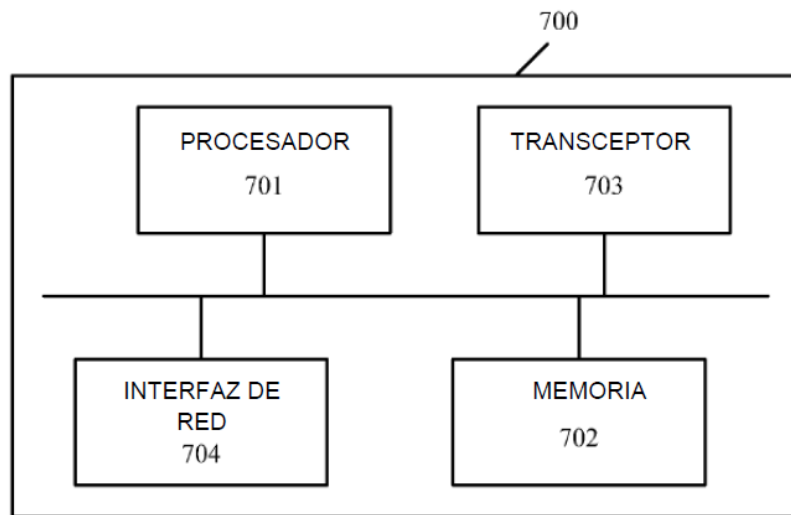 700
PROCESADOR
701
TRANSCEPTOR
703
INTERFAZ DE
RED
704
MEMORIA
702